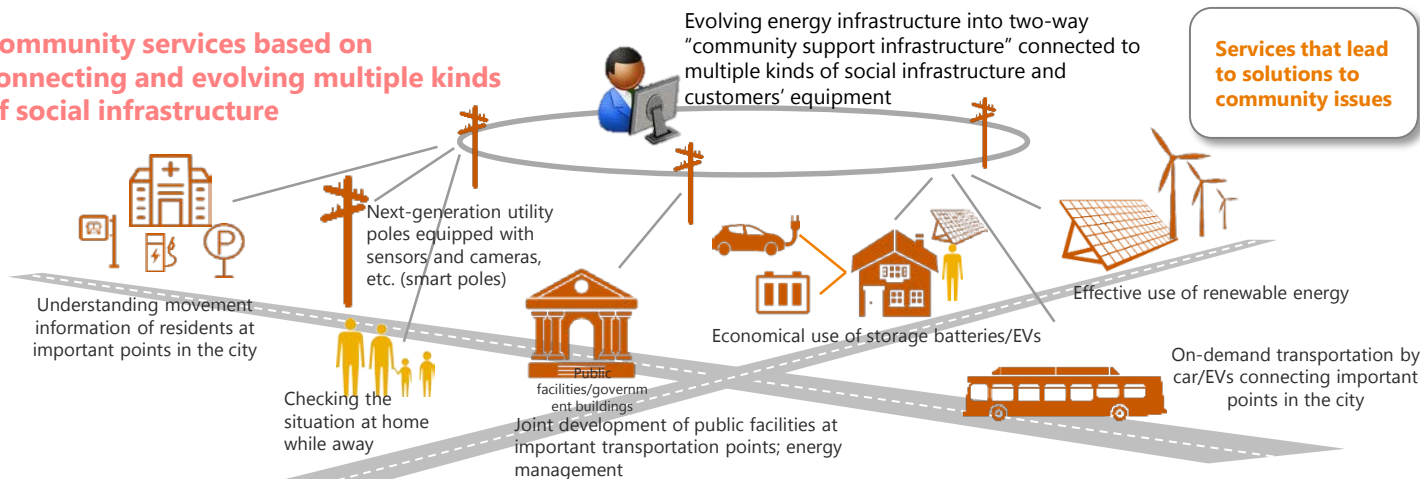 ommunity services based on
onnecting and evolving multiple kinds
f social infrastructure
Evolving energy infrastructure into two-way
“community support infrastructure” connected to
multiple kinds of social infrastructure and
customers’ equipment
Services that lead
to solutions to
community issues
P
Next-generation utility
poles equipped with
sensors and cameras,
etc. (smart poles)
Understanding movement
information of residents at
important points in the city
Checking the
situation at home
while away
Public
facilities/governm
ent buildings
Joint development of public facilities at
important transportation points; energy
management
Economical use of storage batteries/EVs
Effective use of renewable energy
On-demand transportation by
car/EVs connecting important
points in the city